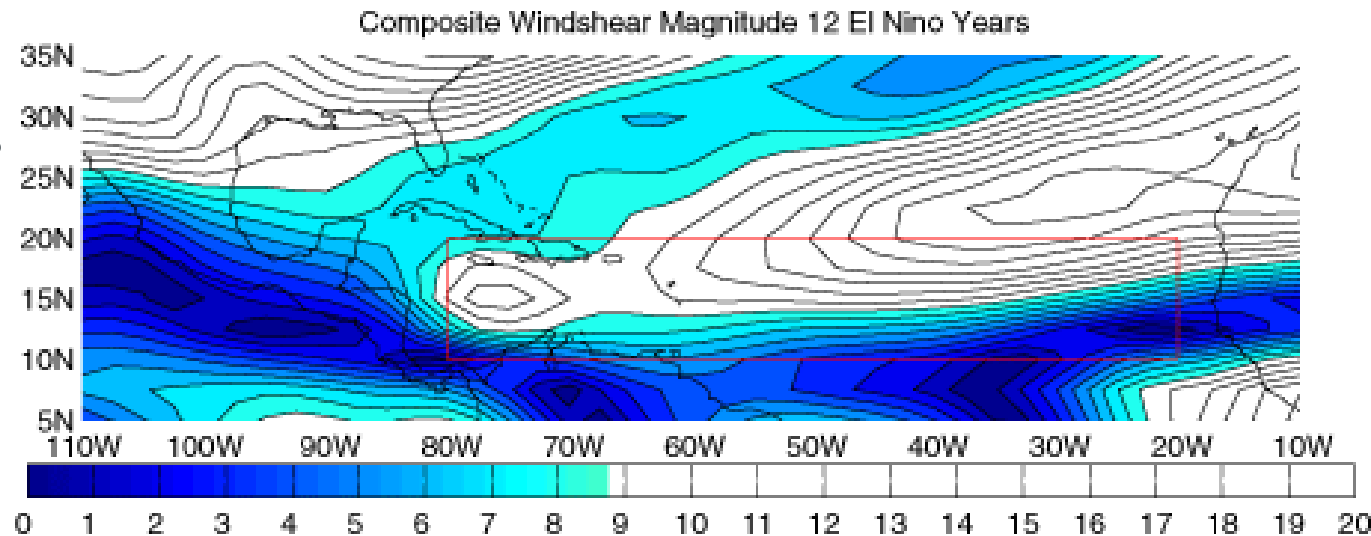 Composite Windshear Magnitude 12 El Nino Years
35N
30N
25N
20N
15N
10N
5N
110W 100W 90W 80W 70W 60W 50W 40W 30W 20W 10W
0 1 2 3 4 5 6 7 8 9 10 11 12 13 14 15 16 17 18 19 20